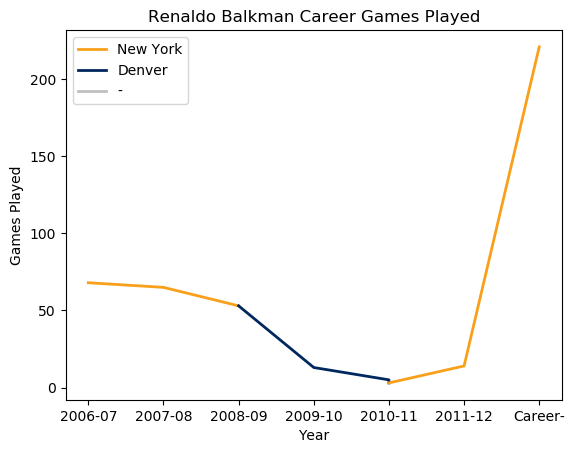 Renaldo Balkman Career Games Played
New York
Denver
-
200
150
100
50
0
Games Played
2006-07 2007-08 2008-09 2009-10 2010-11 2011-12 Career-
Year